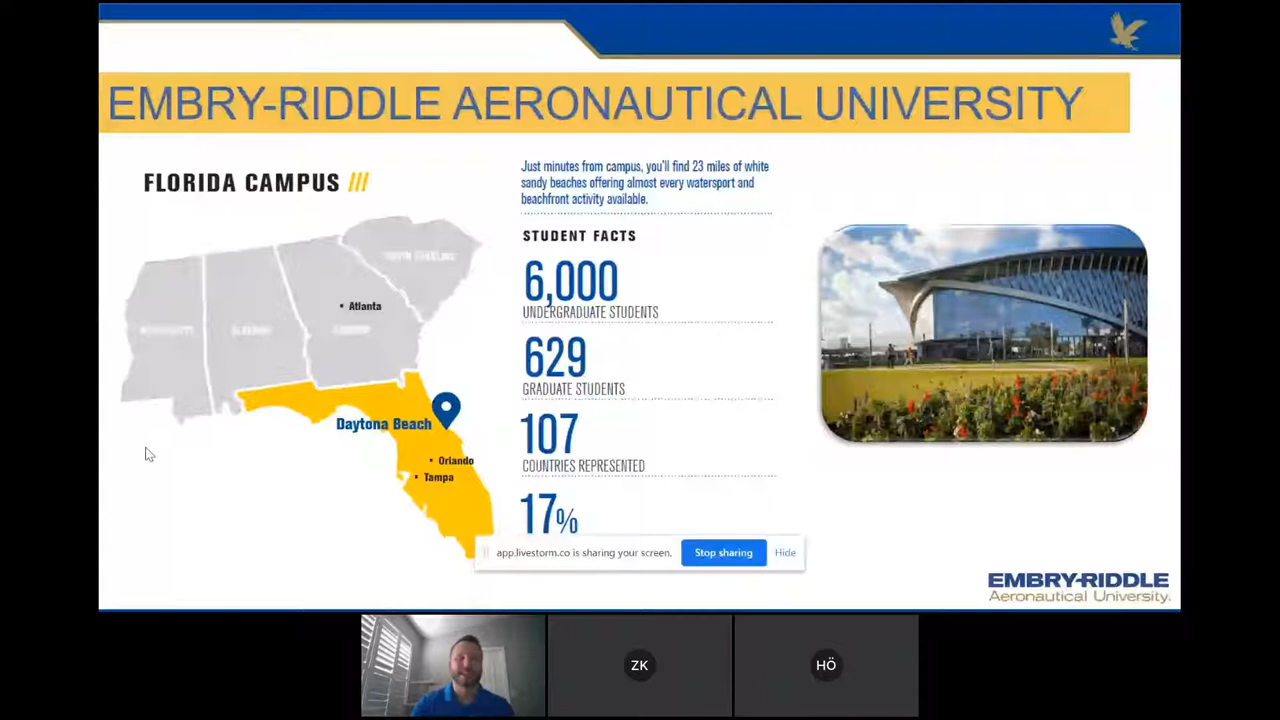 EMBRY-RIDDLE AERONAUTICAL UNIVERSITY
FLORIDA CAMPUS ///
Atlanta
Daytona Beach
Orlando
Tampa
Just minutes from campus, you'll find 23 miles of white
sandy beaches offering almost every watersport and
beachfront activity available.
STUDENT FACTS
6,000
UNDERGRADUATE STUDENTS
629
GRADUATE STUDENTS
107
COUNTRIES REPRESENTED
17%
app.livestorm.co is sharing your screen.
Stop sharing
Hide
EMBRY-RIDDLE
Aeronautical University.
ZK
HÖ